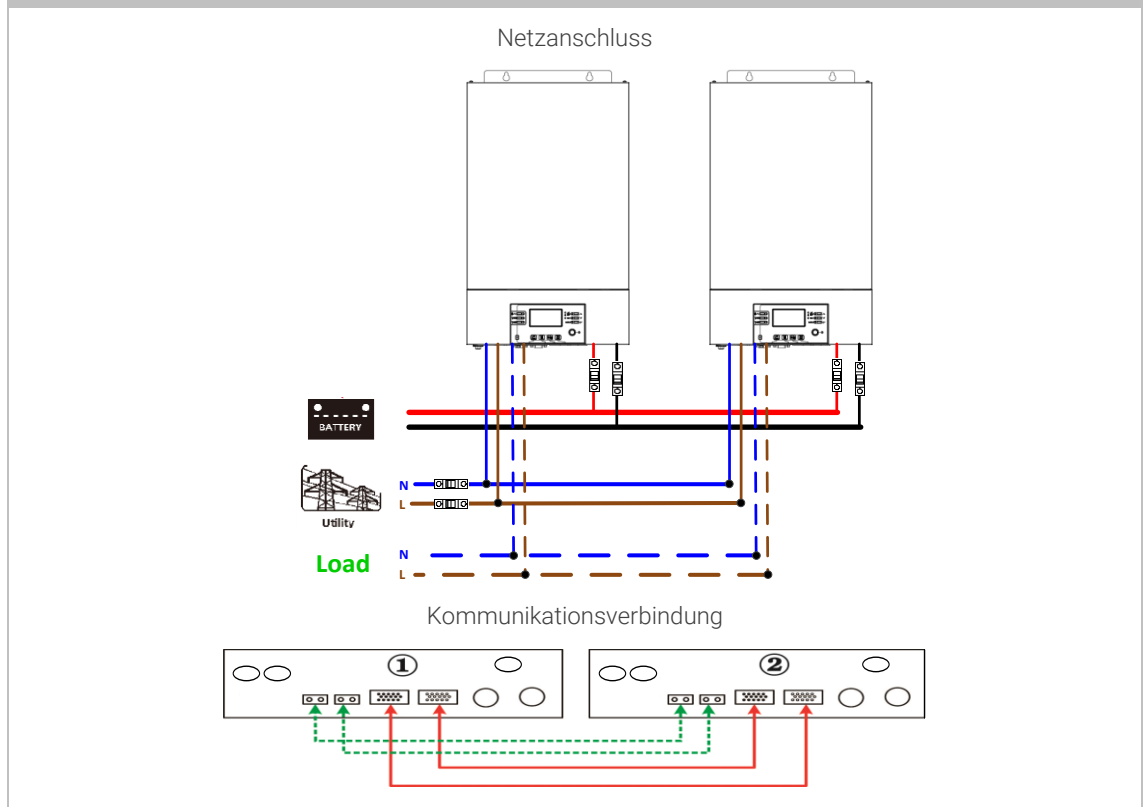 Netzanschluss
BATTERY
N
L
Utility
Load
N
L
Kommunikationsverbindung
1
2